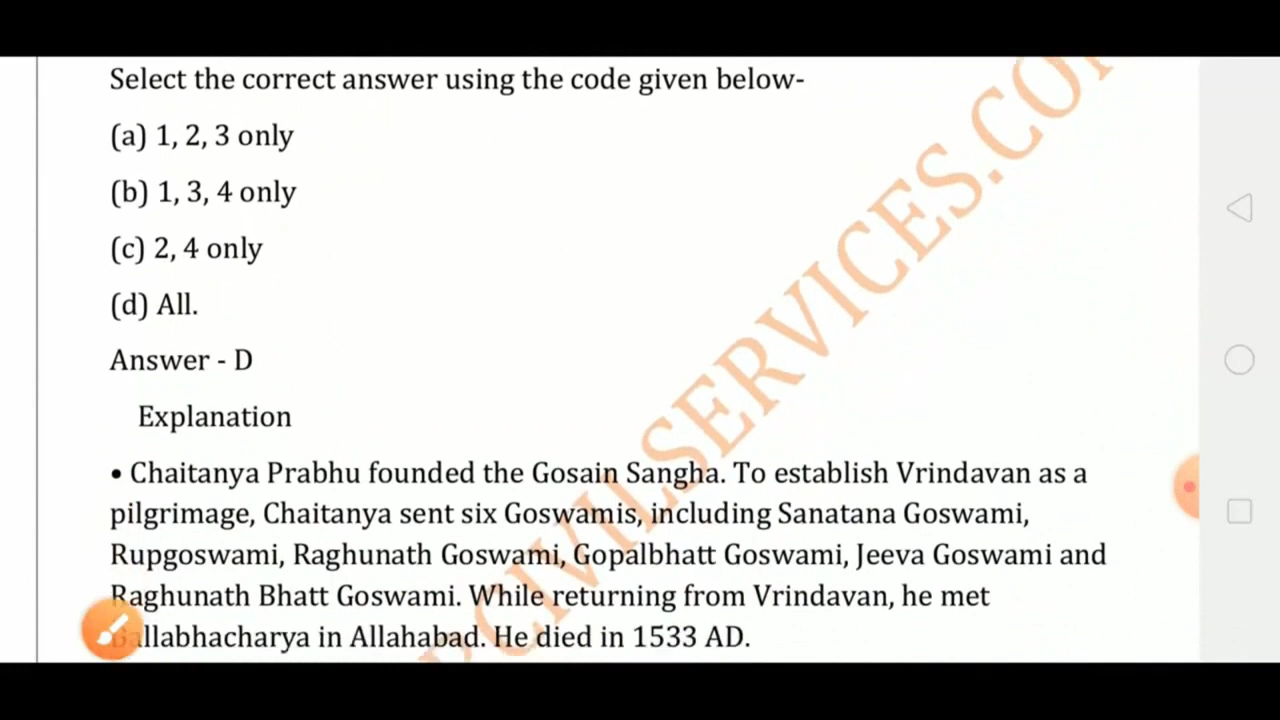 Select the correct answer using the code given below-
(a) 1, 2, 3 only
(b) 1, 3, 4 only
(c) 2, 4 only
(d) All.
Answer - D
Explanation
• Chaitanya Prabhu founded the Gosain Sangha. To establish Vrindavan as a
pilgrimage, Chaitanya sent six Goswamis, including Sanatana Goswami,
Rupgoswami, Raghunath Goswami, Gopalbhatt Goswami, Jeeva Goswami and
Raghunath Bhatt Goswami. While returning from Vrindavan, he met
Ballabhacharya in Allahabad. He died in 1533 AD.
PCIVILSERVICES.COM